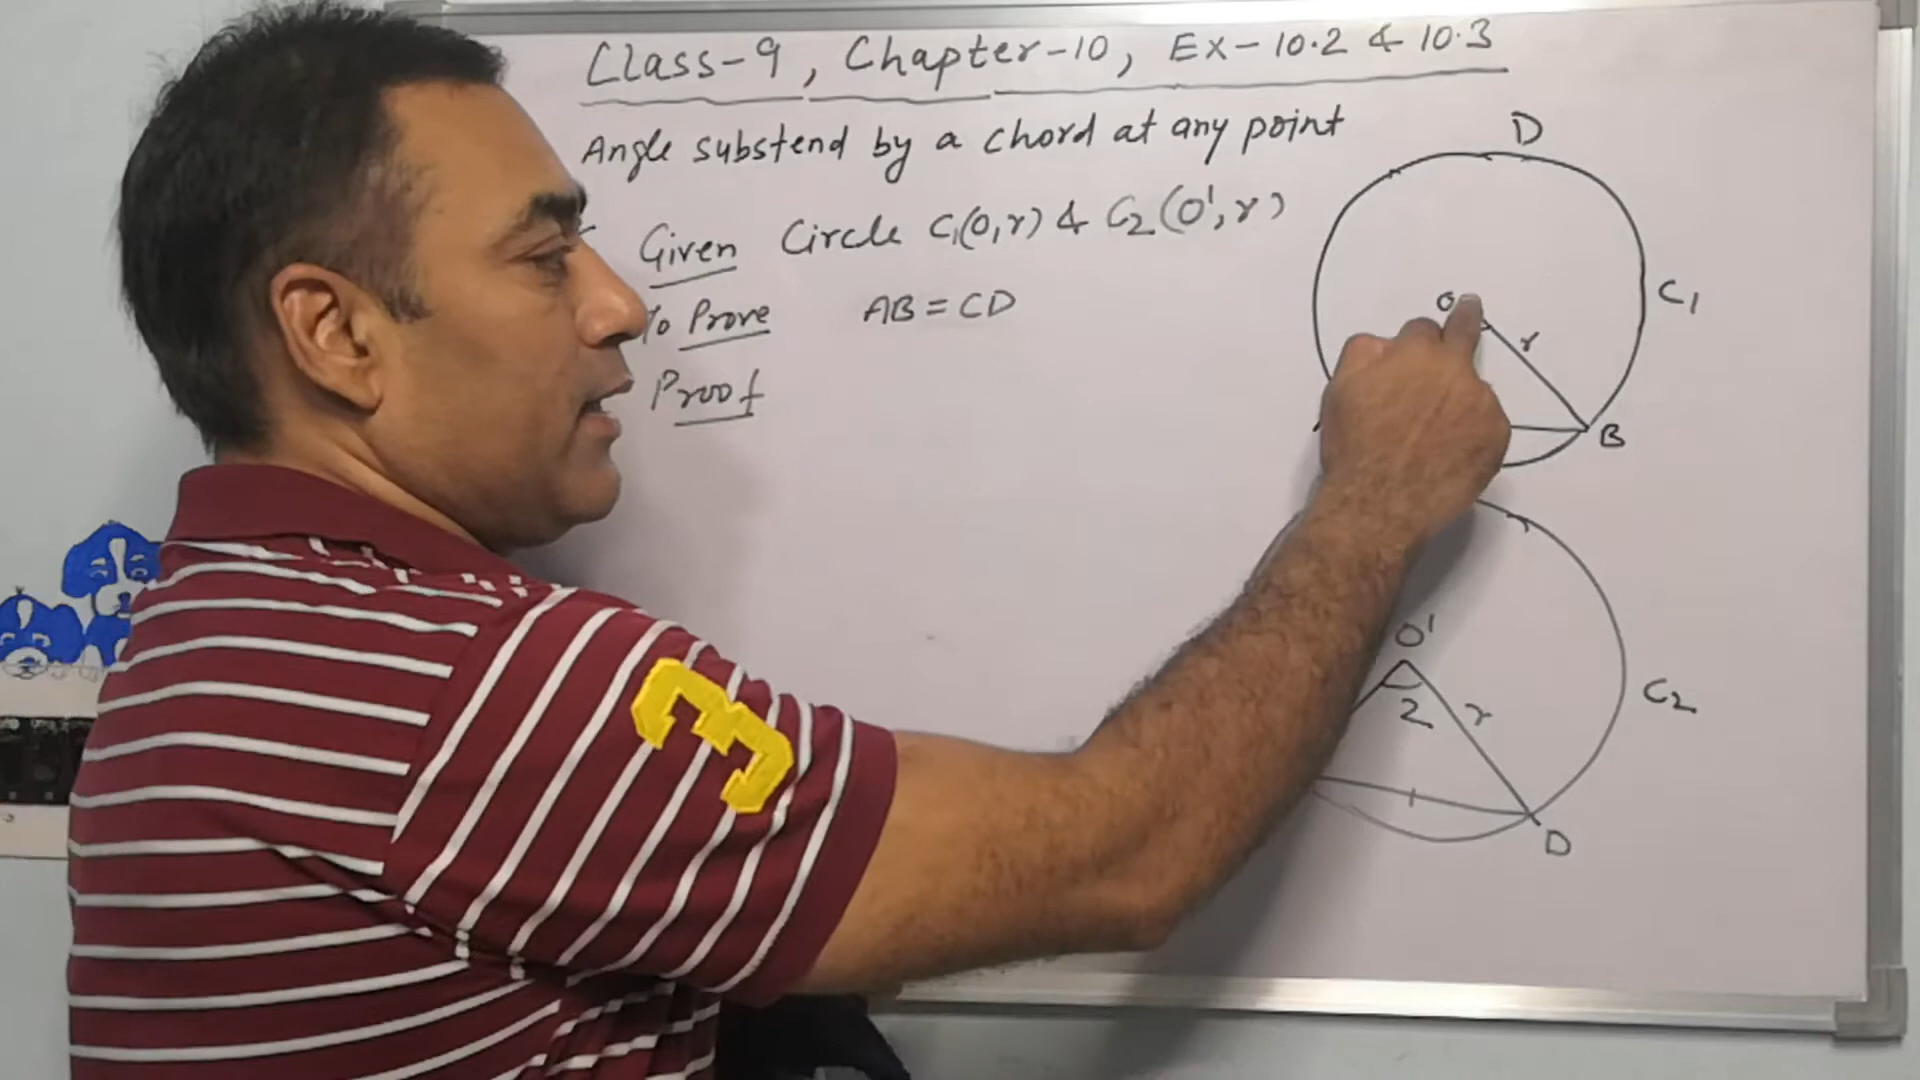 Class-9, Chapter-10, Ex-10.2 & 10.3
Angle substend by a chord at any point
Given Circle C₁(O,r) & C₂(O',r)
To Prove AB = CD
Proof
D
O
r
C₁
B
O'
2
r
C₂
D
3